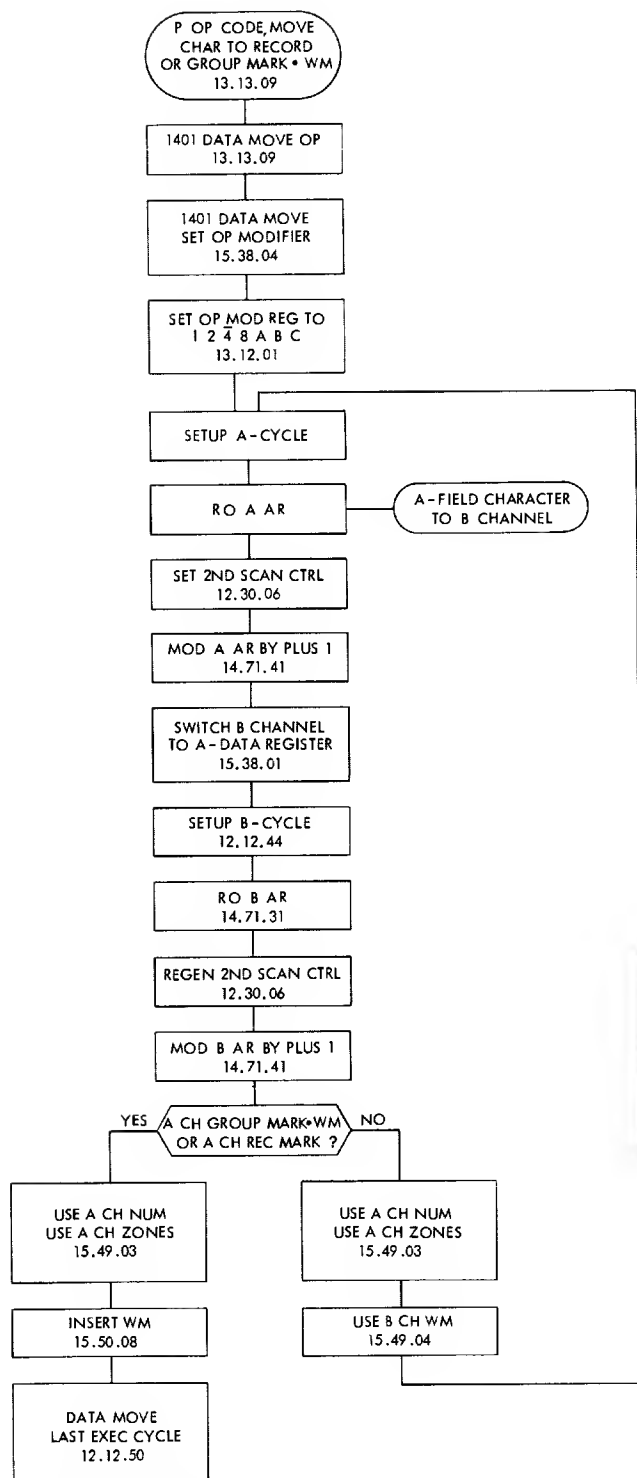 P OP CODE, MOVE
CHAR TO RECORD
OR GROUP MARK • WM
13.13.09
1401 DATA MOVE OP
13.13.09
1401 DATA MOVE
SET OP MODIFIER
15.38.04
SET OP MOD REG TO
1 2 4̅ 8 A B C
13.12.01
SETUP A-CYCLE
RO A AR
A-FIELD CHARACTER
TO B CHANNEL
SET 2ND SCAN CTRL
12.30.06
MOD A AR BY PLUS 1
14.71.41
SWITCH B CHANNEL
TO A-DATA REGISTER
15.38.01
SETUP B-CYCLE
12.12.44
RO B AR
14.71.31
REGEN 2ND SCAN CTRL
12.30.06
MOD B AR BY PLUS 1
14.71.41
YES
A CH GROUP MARK•WM
OR A CH REC MARK ?
NO
USE A CH NUM
USE A CH ZONES
15.49.03
INSERT WM
15.50.08
DATA MOVE
LAST EXEC CYCLE
12.12.50
USE A CH NUM
USE A CH ZONES
15.49.03
USE B CH WM
15.49.04